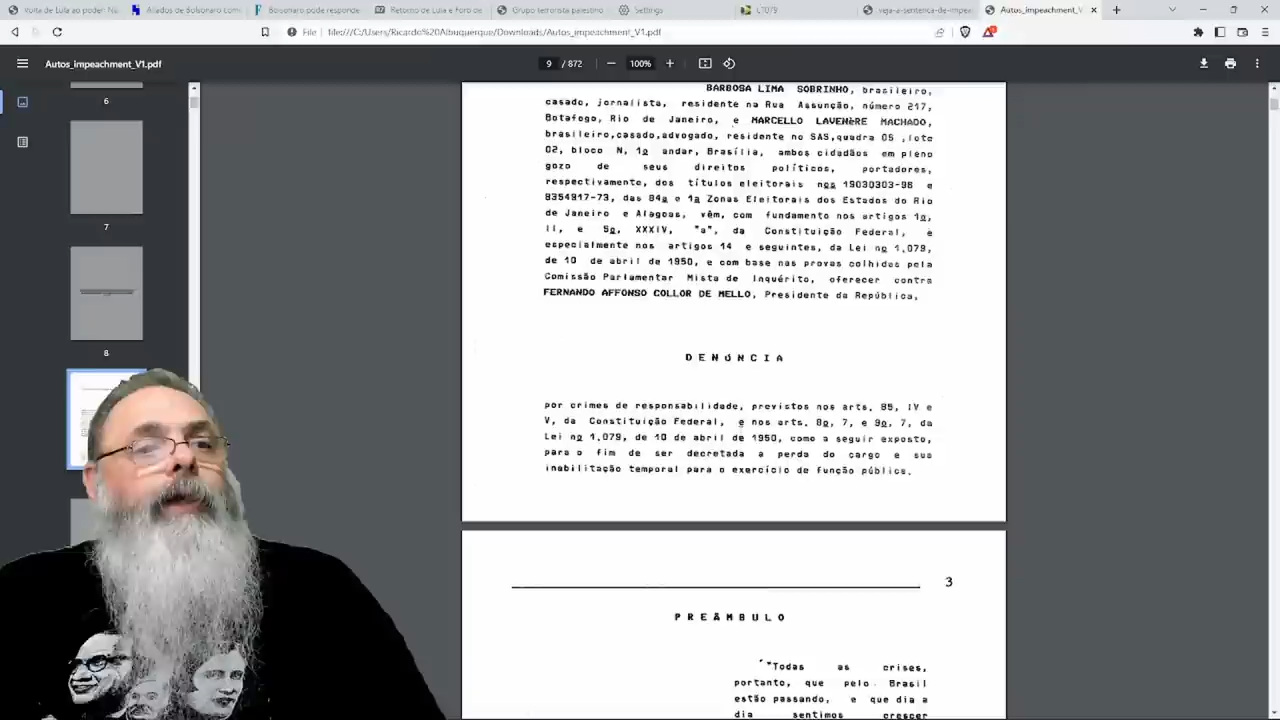 Volta de Lula ao poder: Na
Aliados de Bolsonaro com
Bolsonaro pode responde
Retorno de Lula e Foro de
Grupo terrorista palestino
Settings
L1079
veja-a-sentença-de-impea
Autos_impeachment_V1.pdf
File | file:///C:/Users/Ricardo%20Albuquerque/Downloads/Autos_impeachment_V1.pdf
Autos_impeachment_V1.pdf
9 / 872
100%
6
7
8
BARBOSA LIMA SOBRINHO, brasileiro,
casado, jornalista, residente na Rua Assunção, número 217,
Botafogo, Rio de Janeiro, e MARCELLO LAVENÈRE MACHADO,
brasileiro,casado,advogado, residente no SAS,quadra 05 ,lote
02, bloco N, 1º andar, Brasília, ambos cidadãos em pleno
gozo de seus direitos políticos, portadores,
respectivamente, dos títulos eleitorais nºs 19030303-98 e
8354917-73, das 84ª e 1ª Zonas Eleitorais dos Estados do Rio
de Janeiro e Alagoas, vêm, com fundamento nos artigos 1º,
II, e 5º, XXXIV, "a", da Constituição Federal, e
especialmente nos artigos 14 e seguintes, da Lei nº 1.079,
de 10 de abril de 1950, e com base nas provas colhidas pela
Comissão Parlamentar Mista de Inquérito, oferecer contra
FERNANDO AFFONSO COLLOR DE MELLO, Presidente da República,
DENÚNCIA
por crimes de responsabilidade, previstos nos arts. 85, IV e
V, da Constituição Federal, e nos arts. 8º, 7, e 9º, 7, da
Lei nº 1.079, de 10 de abril de 1950, como a seguir exposto,
para o fim de ser decretada a perda do cargo e sua
inabilitação temporal para o exercício de função pública.
3
PREÂMBULO
"Todas as crises,
portanto, que pelo Brasil
estão passando, e que dia a
dia sentimos crescer